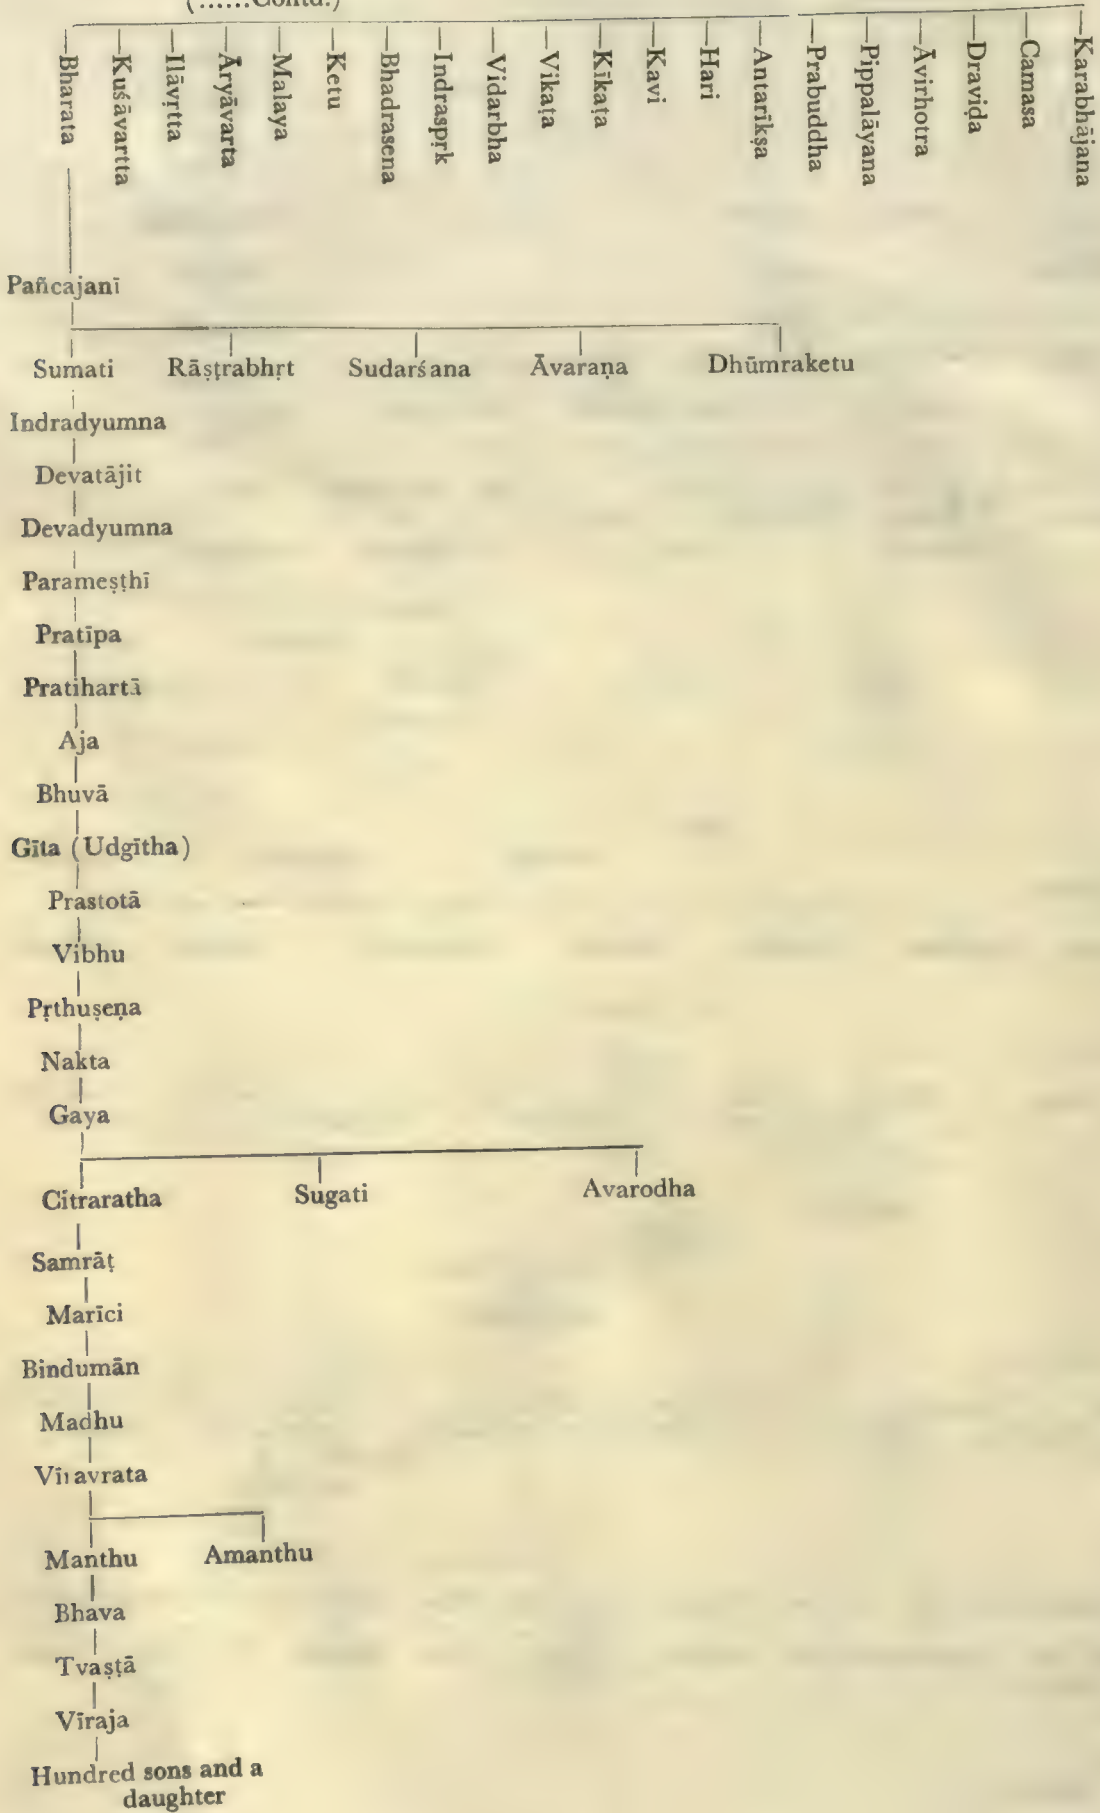 (......Contd.)
Bharata
Kuśāvartta
Ilāvṛtta
Āryāvarta
Malaya
Ketu
Bhadrasena
Indraspṛk
Vidarbha
Vikaṭa
Kīkaṭa
Kavi
Hari
Antarīkṣa
Prabuddha
Pippalāyana
Āvirhotra
Draviḍa
Camasa
Karabhājana
Pañcajanī
Sumati Rāṣṭrabhṛt Sudarśana Āvaraṇa Dhūmraketu
Indradyumna
Devatājit
Devadyumna
Parameṣṭhī
Pratīpa
Pratihartā
Aja
Bhuvā
Gīta (Udgītha)
Prastotā
Vibhu
Pṛthuṣeṇa
Nakta
Gaya
Citraratha Sugati Avarodha
Samrāṭ
Marīci
Bindumān
Madhu
Vīravrata
Manthu Amanthu
Bhava
Tvaṣṭā
Vīraja
Hundred sons and a
daughter